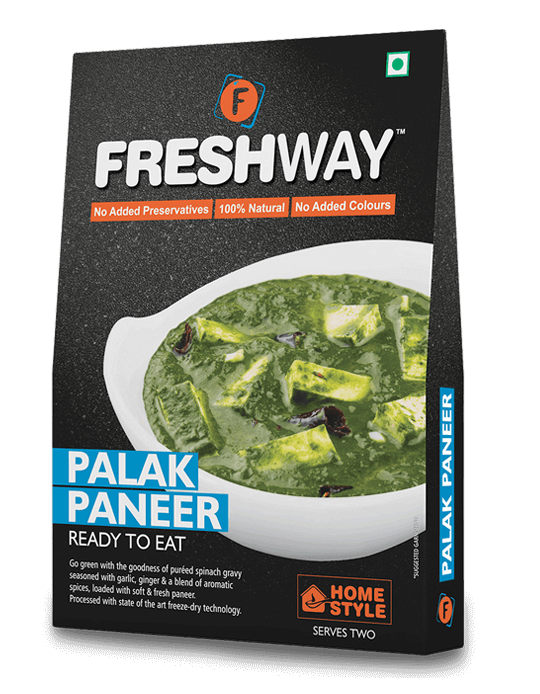 F
FRESHWAY™
No Added Preservatives 100% Natural No Added Colours
PALAK
PANEER
READY TO EAT
Go green with the goodness of puréed spinach gravy
seasoned with garlic, ginger & a blend of aromatic
spices, loaded with soft & fresh paneer.
Processed with state of the art freeze-dry technology.
HOME
STYLE
SERVES TWO
PALAK PANEER
F
*SUGGESTED